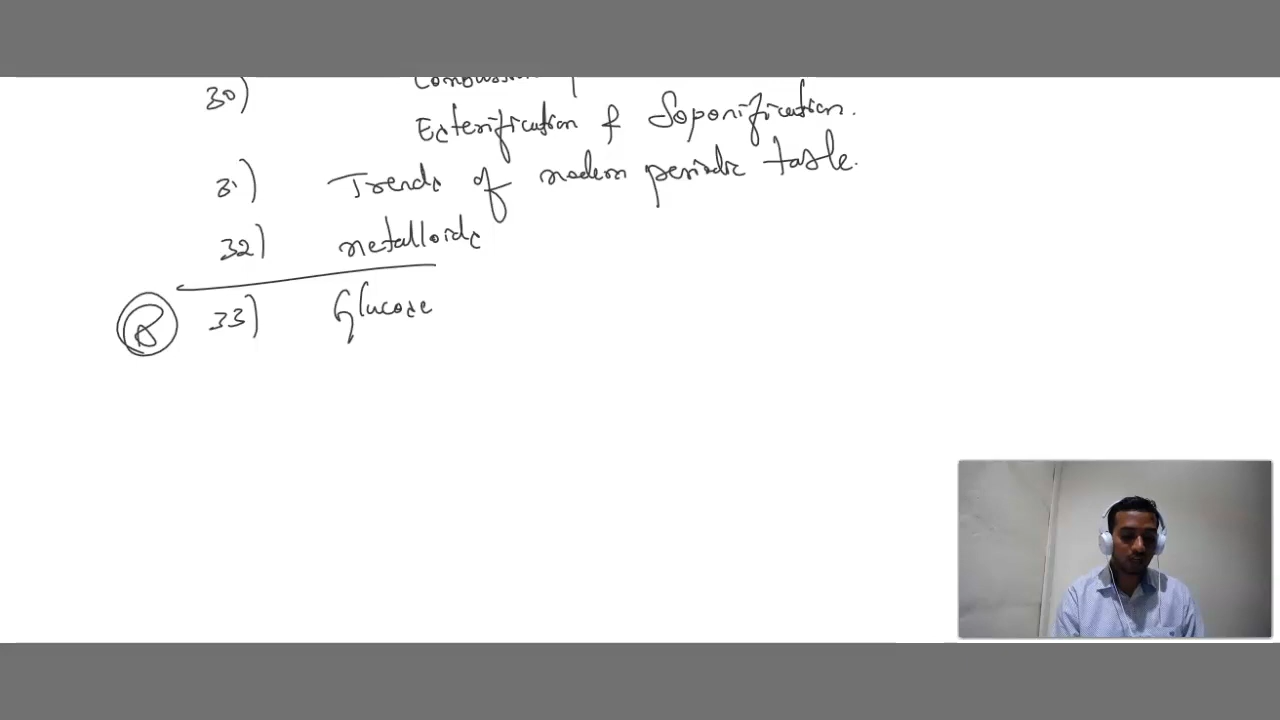 30)
Esterification & Saponification.
31) Trends of modern periodic table.
32) metalloids
B 33) Glucose